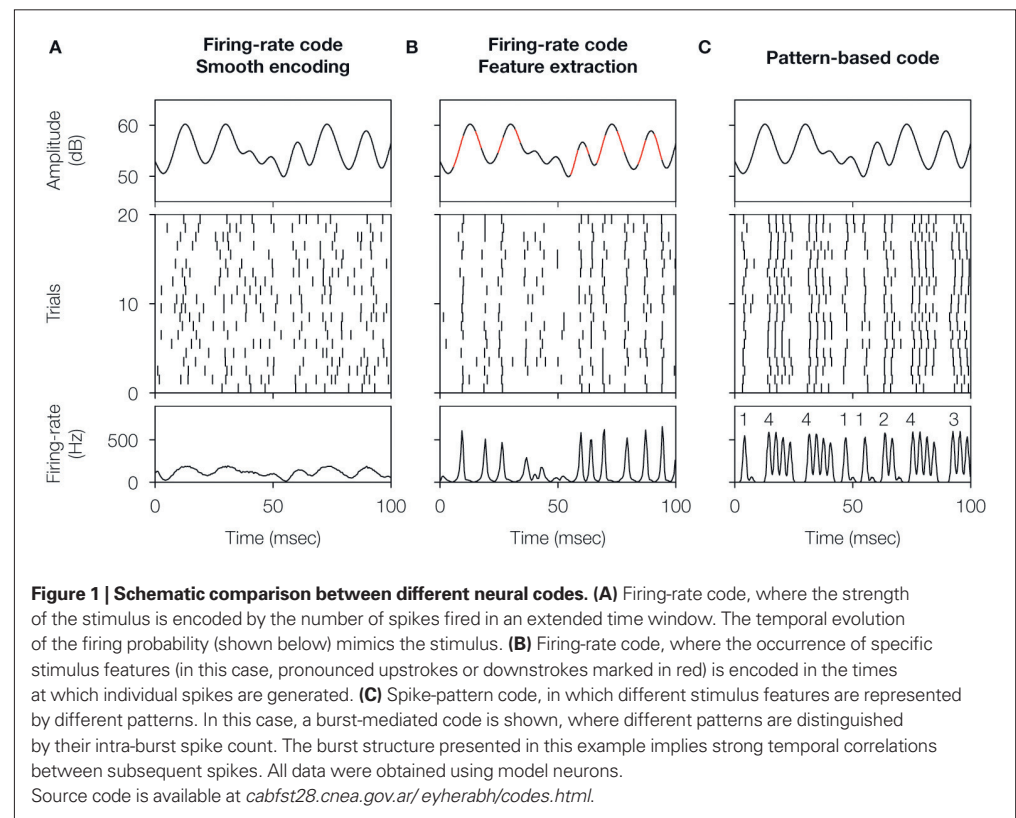 A
Firing-rate code
Smooth encoding
B
Firing-rate code
Feature extraction
C
Pattern-based code
Amplitude
(dB)
60
50
Trials
20
10
0
Firing-rate
(Hz)
500
0
1 4 4 1 1 2 4 3
0 50 100
0 50 100
0 50 100
Time (msec)
Time (msec)
Time (msec)
Figure 1 | Schematic comparison between different neural codes. (A) Firing-rate code, where the strength
of the stimulus is encoded by the number of spikes fired in an extended time window. The temporal evolution
of the firing probability (shown below) mimics the stimulus. (B) Firing-rate code, where the occurrence of specific
stimulus features (in this case, pronounced upstrokes or downstrokes marked in red) is encoded in the times
at which individual spikes are generated. (C) Spike-pattern code, in which different stimulus features are represented
by different patterns. In this case, a burst-mediated code is shown, where different patterns are distinguished
by their intra-burst spike count. The burst structure presented in this example implies strong temporal correlations
between subsequent spikes. All data were obtained using model neurons.
Source code is available at cabfst28.cnea.gov.ar/ eyherabh/codes.html.